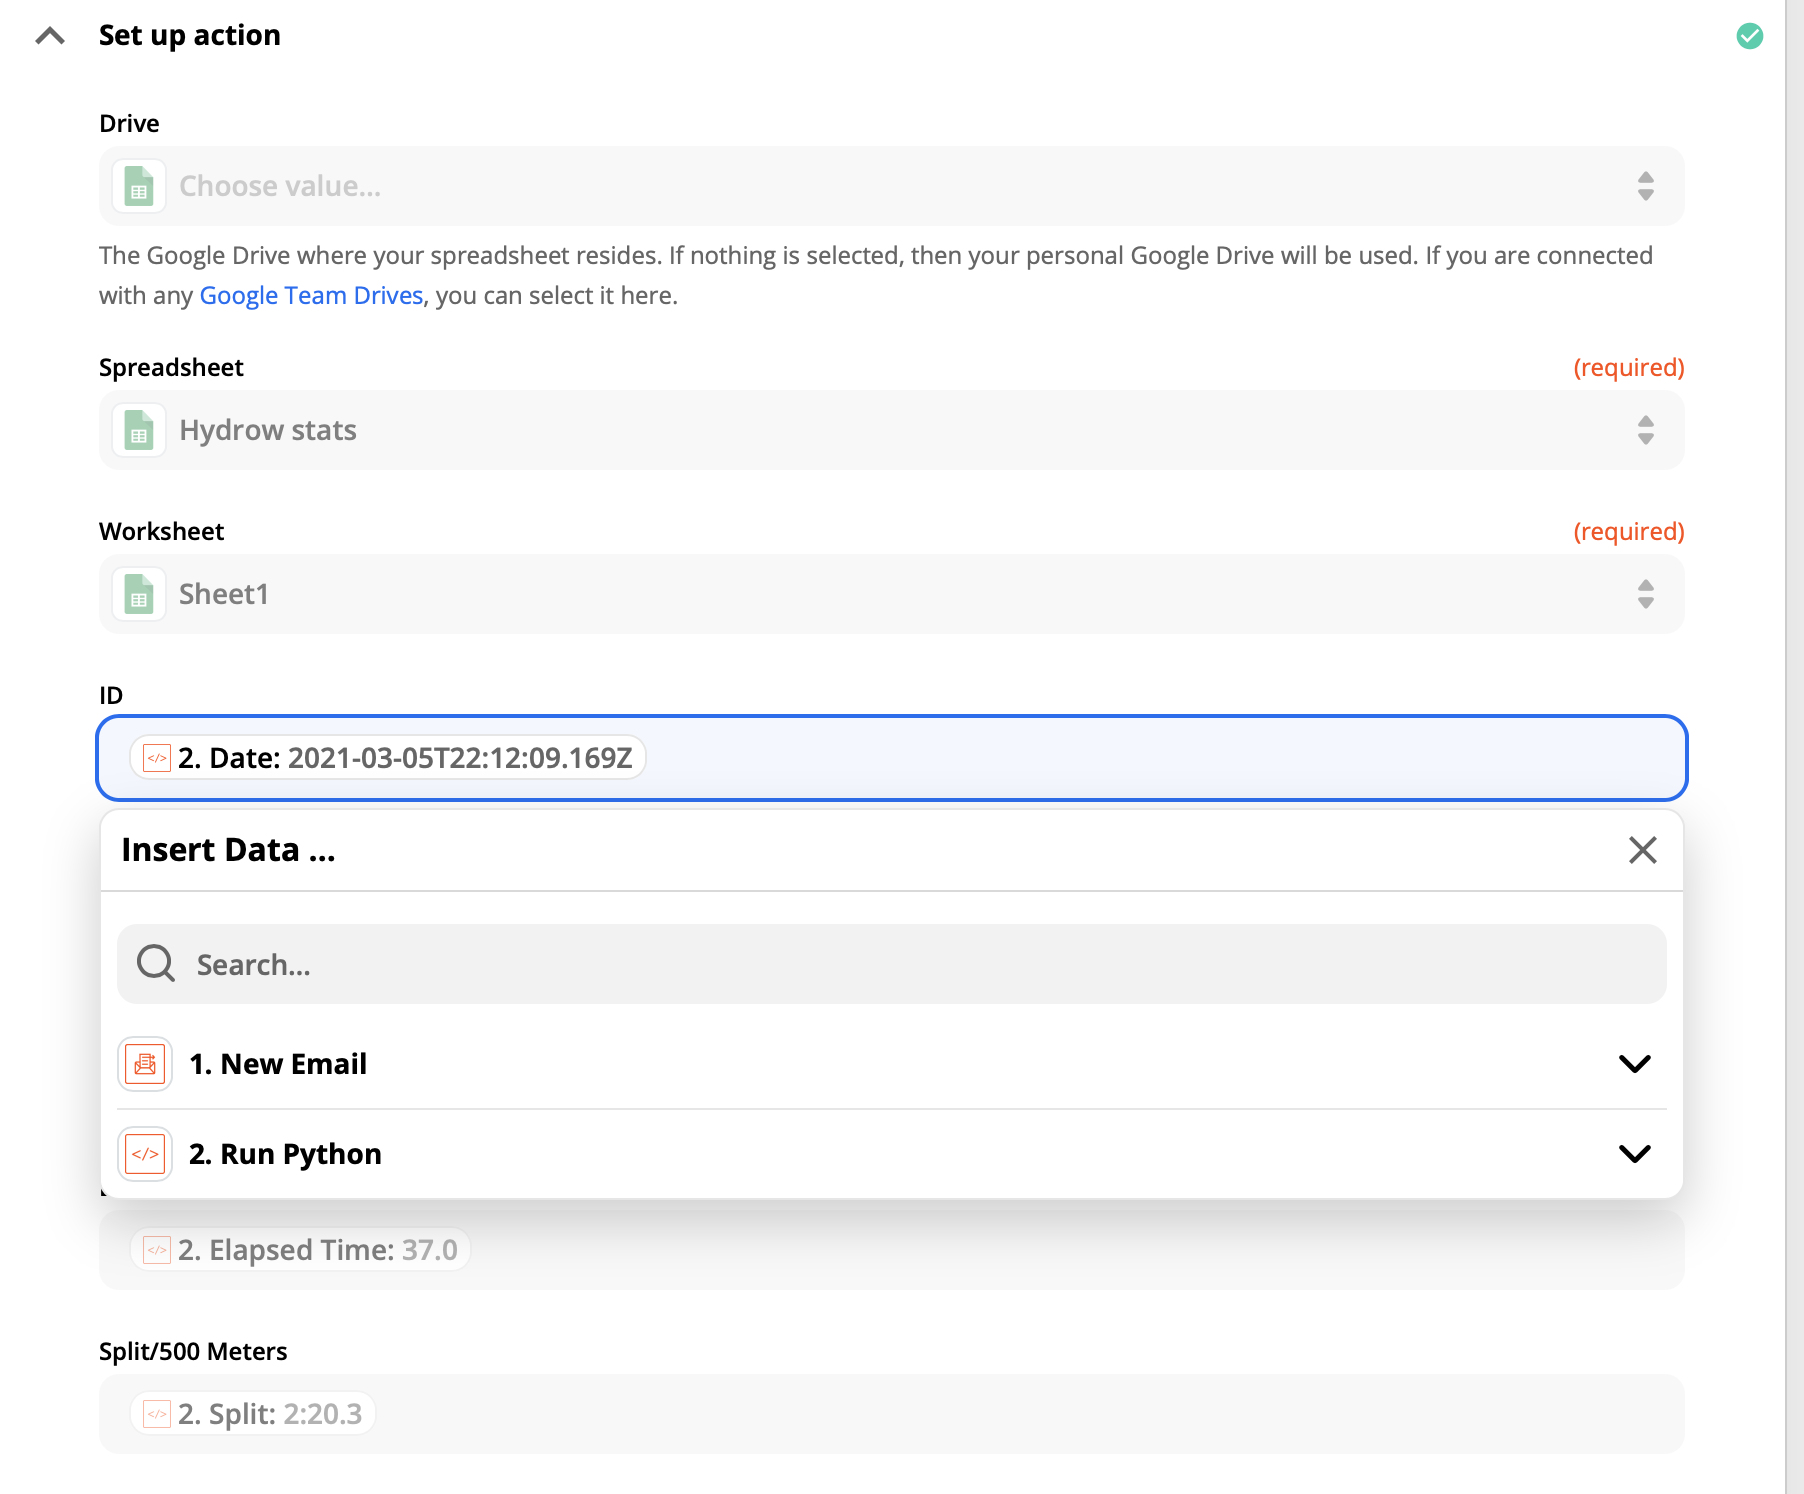 Set up action
Drive
Choose value...
The Google Drive where your spreadsheet resides. If nothing is selected, then your personal Google Drive will be used. If you are connected
with any Google Team Drives, you can select it here.
Spreadsheet (required)
Hydrow stats
Worksheet (required)
Sheet1
ID
</> 2. Date: 2021-03-05T22:12:09.169Z
Insert Data ...
Search...
1. New Email
</> 2. Run Python
</> 2. Elapsed Time: 37.0
Split/500 Meters
</> 2. Split: 2:20.3